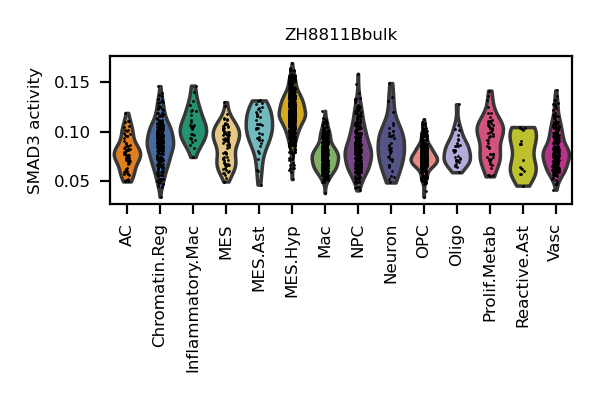 ZH8811Bbulk
SMAD3 activity
0.15
0.10
0.05
AC
Chromatin.Reg
Inflammatory.Mac
MES
MES.Ast
MES.Hyp
Mac
NPC
Neuron
OPC
Oligo
Prolif.Metab
Reactive.Ast
Vasc